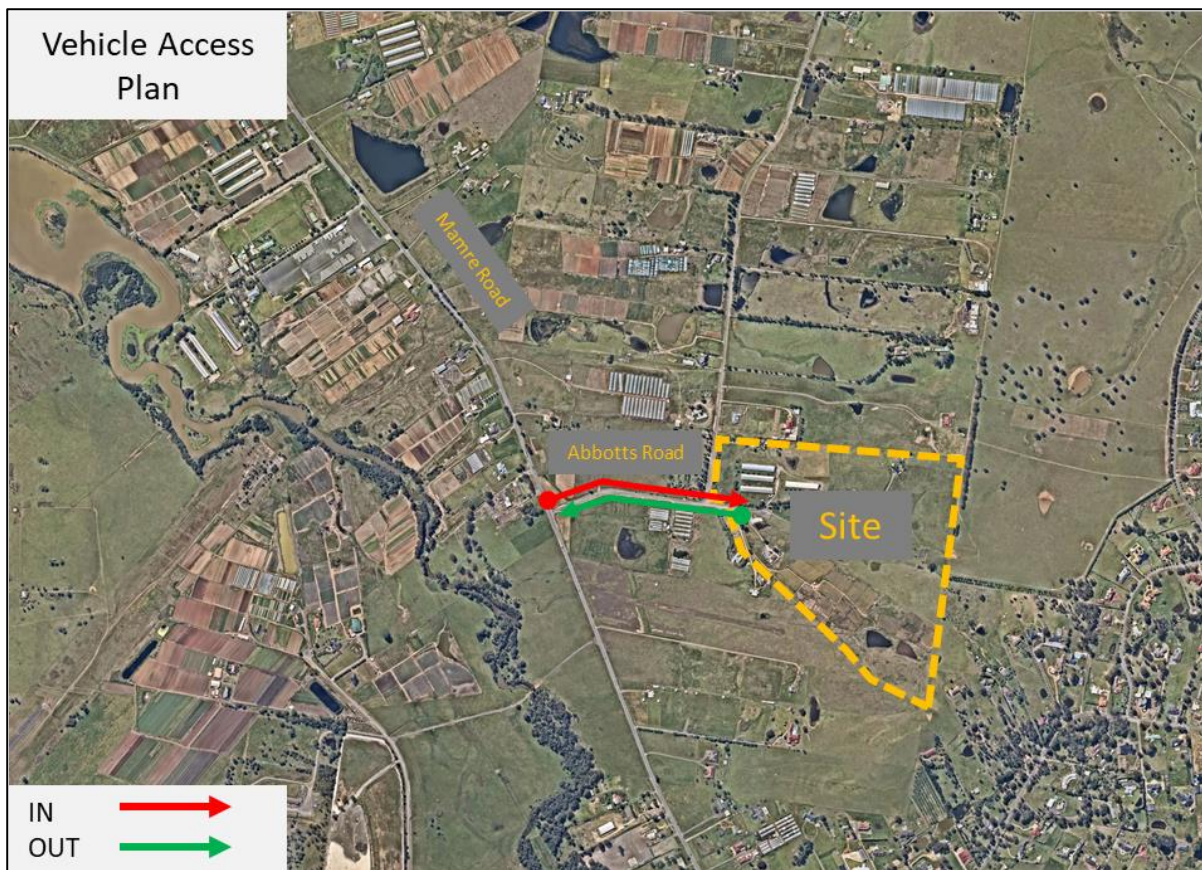 Vehicle Access
Plan
Mamre Road
Abbotts Road
Site
IN
OUT